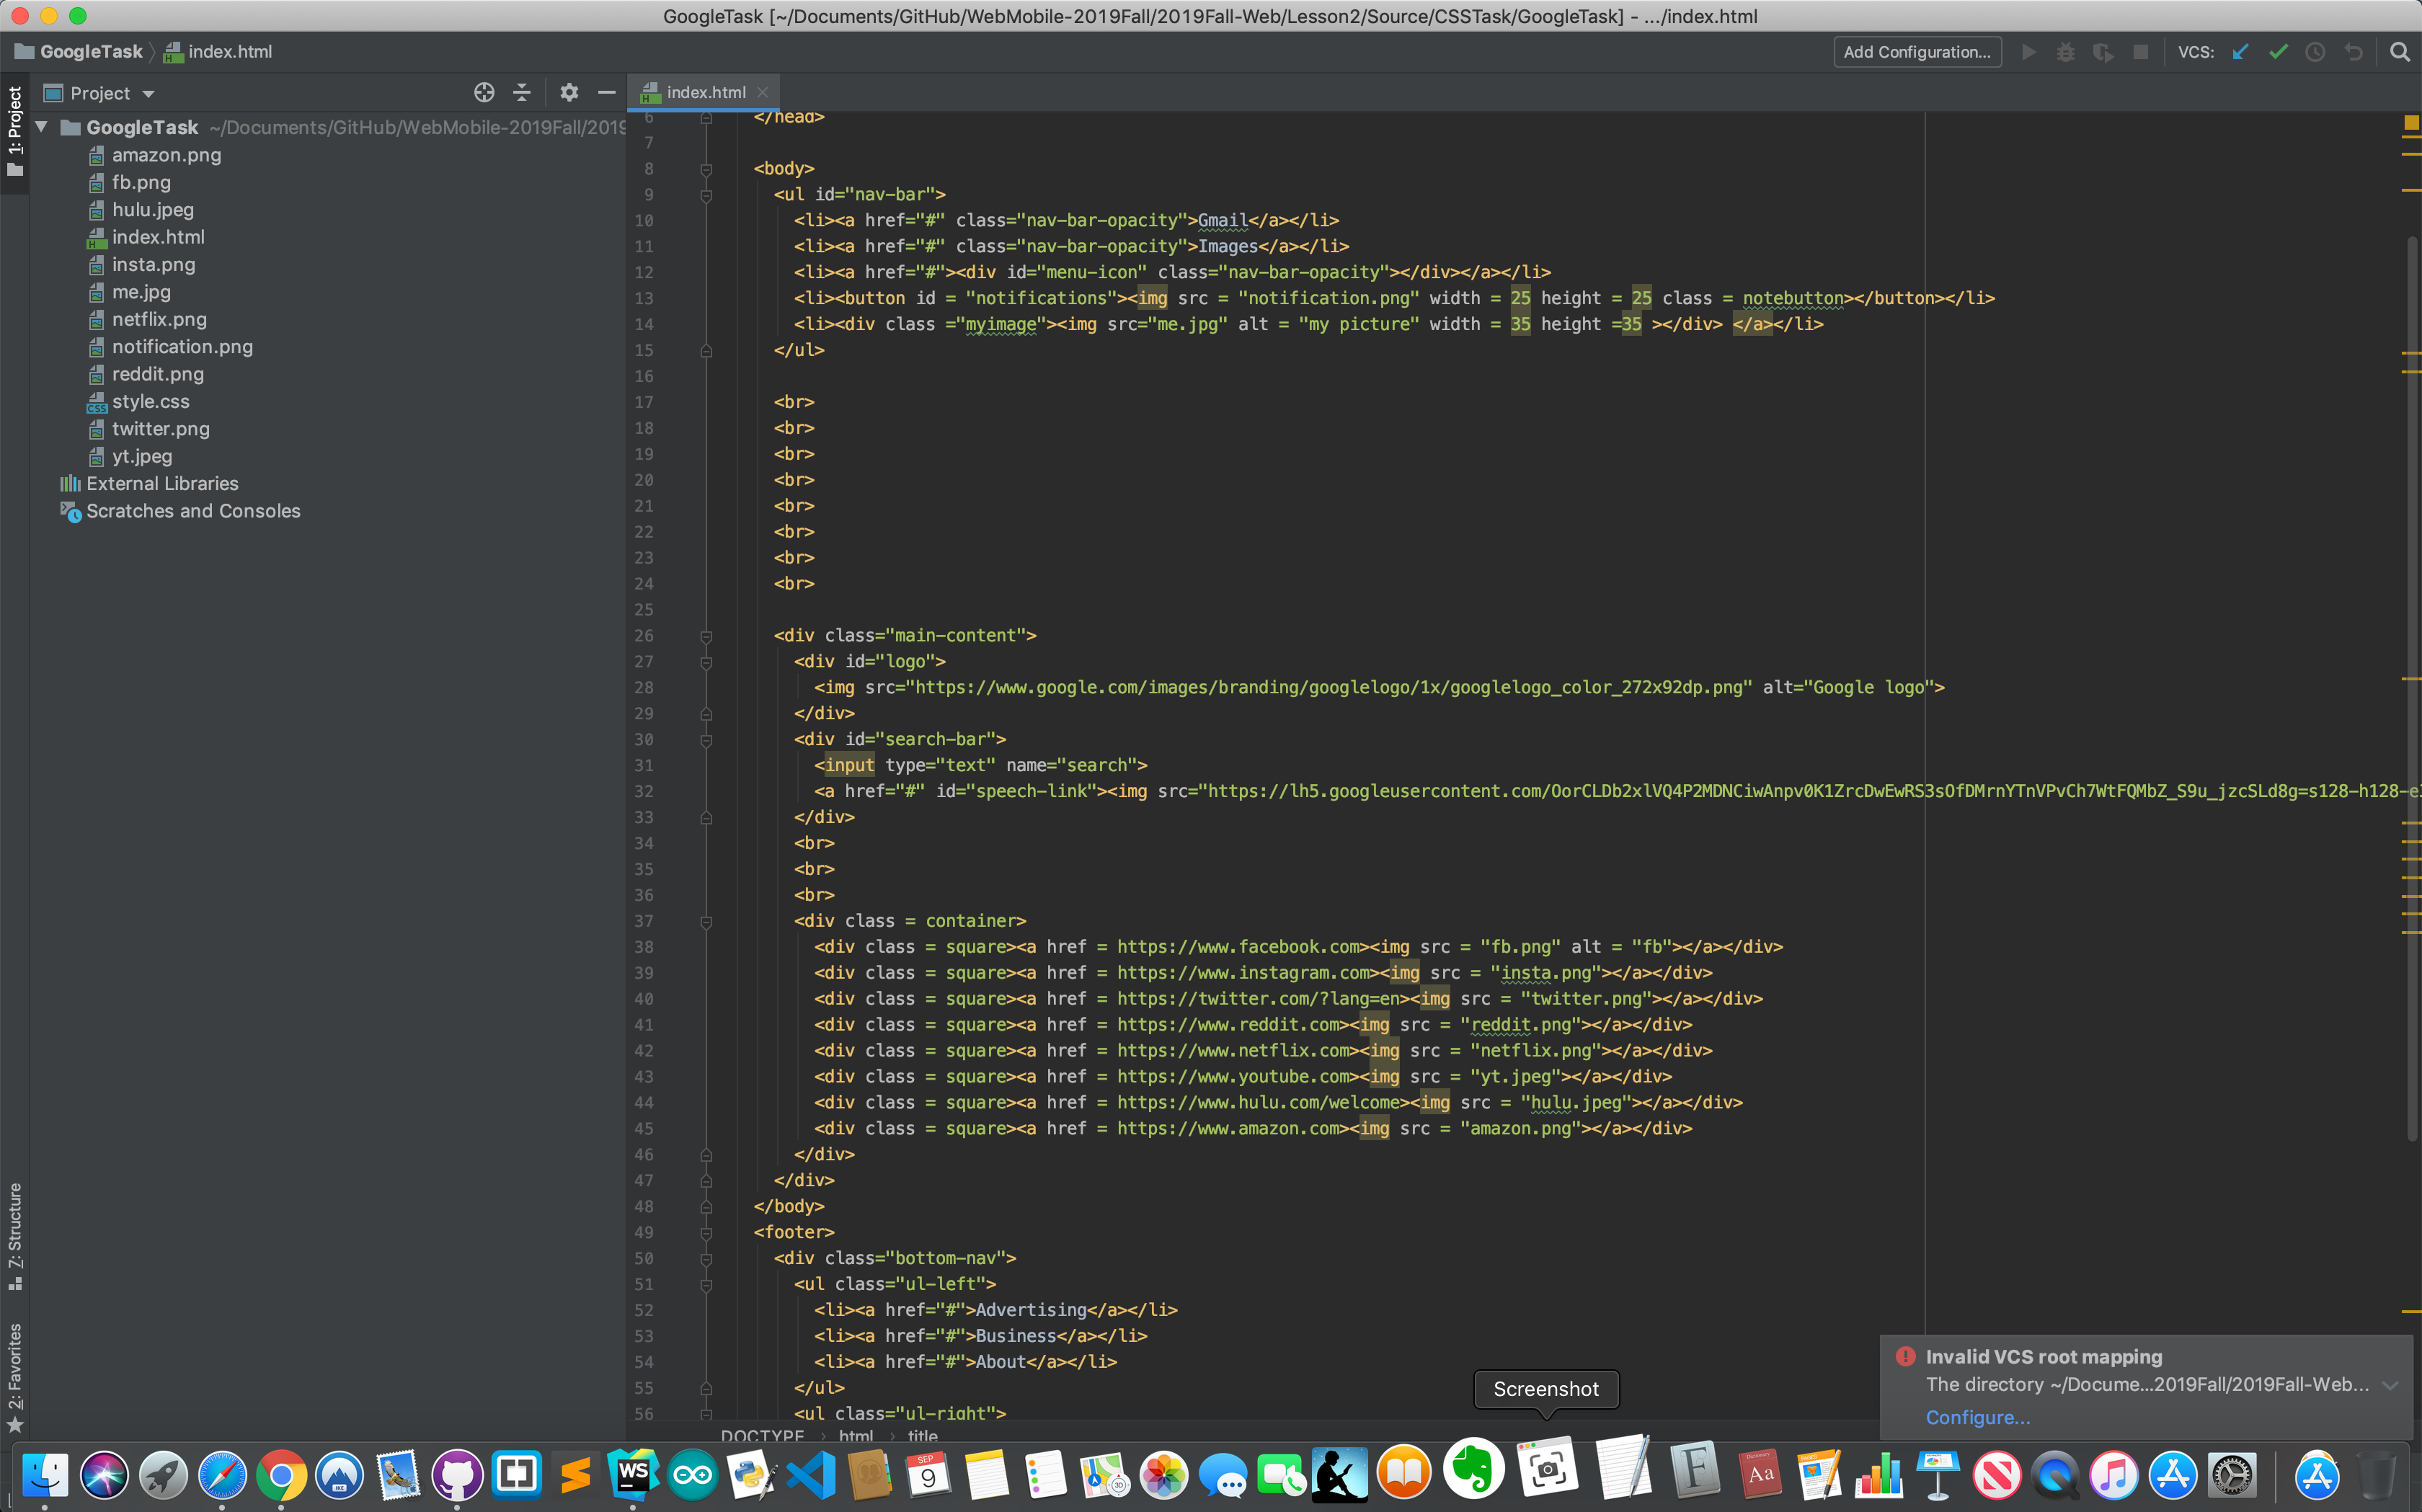 GoogleTask [~/Documents/GitHub/WebMobile-2019Fall/2019Fall-Web/Lesson2/Source/CSSTask/GoogleTask] - .../index.html
GoogleTask index.html Add Configuration... VCS:
1: Project
Project
index.html
GoogleTask ~/Documents/GitHub/WebMobile-2019Fall/2019
amazon.png
fb.png
hulu.jpeg
index.html
insta.png
me.jpg
netflix.png
notification.png
reddit.png
style.css
twitter.png
yt.jpeg
External Libraries
Scratches and Consoles
6 </head>
7
8 <body>
9 <ul id="nav-bar">
10 <li><a href="#" class="nav-bar-opacity">Gmail</a></li>
11 <li><a href="#" class="nav-bar-opacity">Images</a></li>
12 <li><a href="#"><div id="menu-icon" class="nav-bar-opacity"></div></a></li>
13 <li><button id = "notifications"><img src = "notification.png" width = 25 height = 25 class = notebutton></button></li>
14 <li><div class ="myimage"><img src="me.jpg" alt = "my picture" width = 35 height =35 ></div> </a></li>
15 </ul>
16
17 <br>
18 <br>
19 <br>
20 <br>
21 <br>
22 <br>
23 <br>
24 <br>
25
26 <div class="main-content">
27 <div id="logo">
28 <img src="https://www.google.com/images/branding/googlelogo/1x/googlelogo_color_272x92dp.png" alt="Google logo">
29 </div>
30 <div id="search-bar">
31 <input type="text" name="search">
32 <a href="#" id="speech-link"><img src="https://lh5.googleusercontent.com/OorCLDb2xlVQ4P2MDNCiwAnpv0K1ZrcDwEwRS3sOfDMrnYTnVPvCh7WtFQMbZ_S9u_jzcSLd8g=s128-h128-e
33 </div>
34 <br>
35 <br>
36 <br>
37 <div class = container>
38 <div class = square><a href = https://www.facebook.com><img src = "fb.png" alt = "fb"></a></div>
39 <div class = square><a href = https://www.instagram.com><img src = "insta.png"></a></div>
40 <div class = square><a href = https://twitter.com/?lang=en><img src = "twitter.png"></a></div>
41 <div class = square><a href = https://www.reddit.com><img src = "reddit.png"></a></div>
42 <div class = square><a href = https://www.netflix.com><img src = "netflix.png"></a></div>
43 <div class = square><a href = https://www.youtube.com><img src = "yt.jpeg"></a></div>
44 <div class = square><a href = https://www.hulu.com/welcome><img src = "hulu.jpeg"></a></div>
45 <div class = square><a href = https://www.amazon.com><img src = "amazon.png"></a></div>
46 </div>
47 </div>
48 </body>
49 <footer>
50 <div class="bottom-nav">
51 <ul class="ul-left">
52 <li><a href="#">Advertising</a></li>
53 <li><a href="#">Business</a></li>
54 <li><a href="#">About</a></li>
55 </ul>
56 <ul class="ul-right">
DOCTYPE html title
7: Structure
2: Favorites
Screenshot
Invalid VCS root mapping
The directory ~/Docume...2019Fall/2019Fall-Web...
Configure...
WS
SEP
9
F
Aa
PAGES